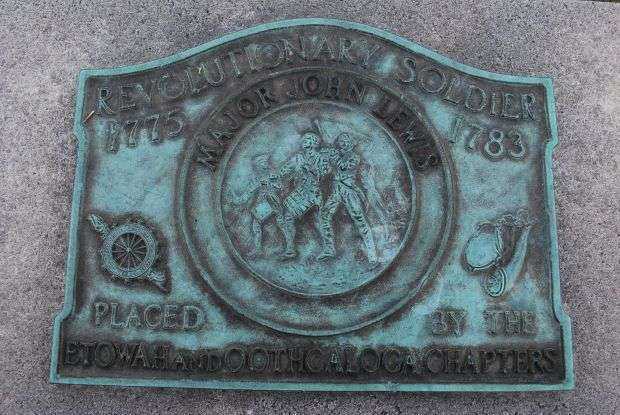 REVOLUTIONARY SOLDIER
1775 1783
MAJOR JOHN LEWIS
PLACED BY THE
ETOWAH AND OOTHCALOGA CHAPTERS